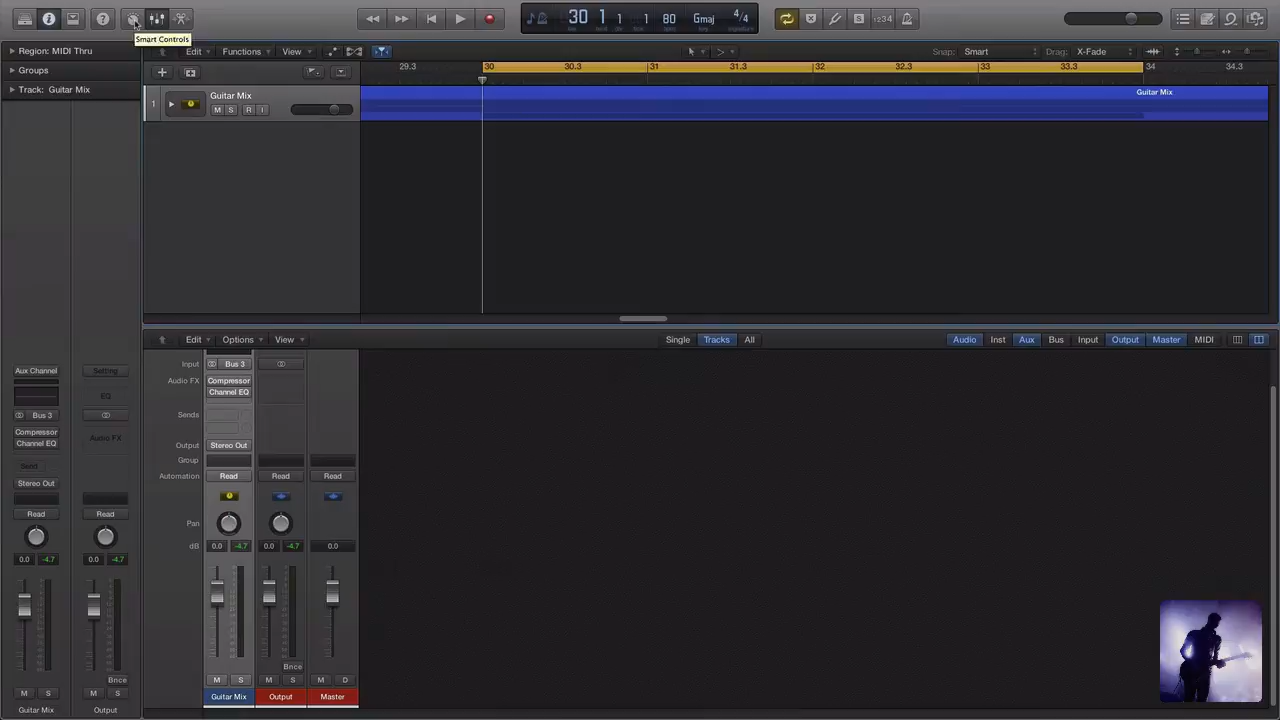 30 1 1 1 80 Gmaj 4/4
1234
Smart Controls
Region: MIDI Thru
Edit Functions View
Snap: Smart Drag: X-Fade
Groups
29.3 30 30.3 31 31.3 32 32.3 33 33.3 34 34.3
Track: Guitar Mix
1 Guitar Mix
M S R I
Guitar Mix
Edit Options View
Single Tracks All
Audio Inst Aux Bus Input Output Master MIDI
Input Bus 3
Aux Channel Setting
Audio FX Compressor
Channel EQ
EQ
Bus 3
Sends
Compressor Audio FX
Channel EQ
Output Stereo Out
Group
Send
Automation Read Read Read
Stereo Out
Read Read
Pan
dB 0.0 -4.7 0.0 -4.7 0.0
0.0 -4.7 0.0 -4.7
Bnce
Bnce
M S M S M D
M S M S
Guitar Mix Output Master
Guitar Mix Output